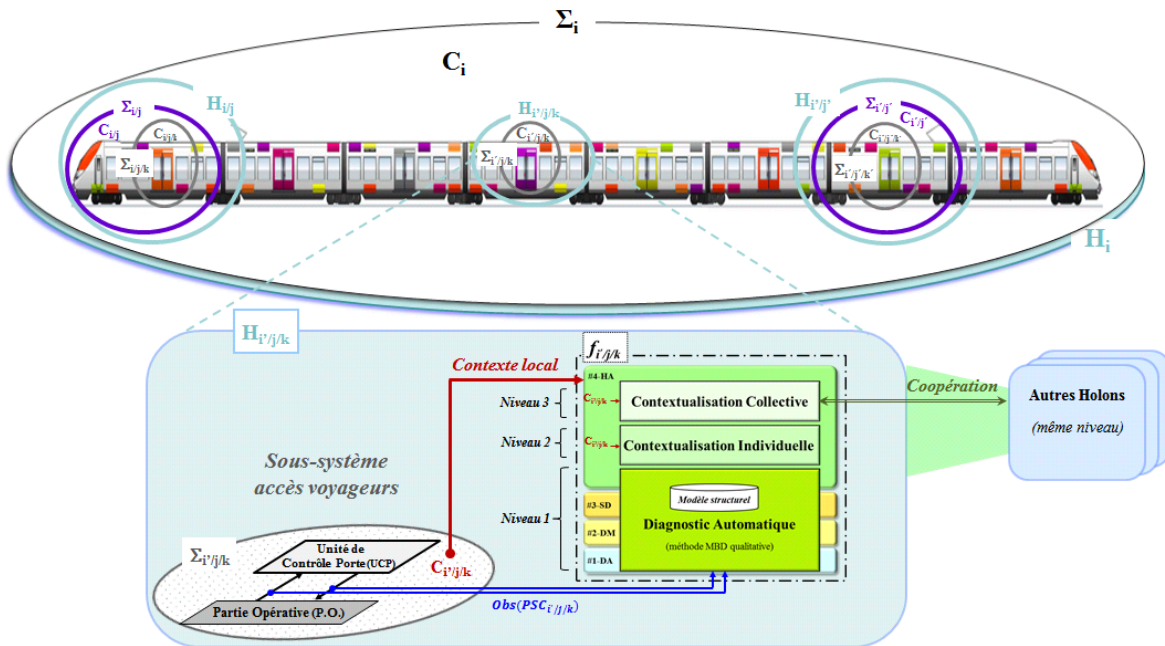 Σi
Ci
Hi/j
Σi/j
Ci/j
Ci/j/k
Σi/j/k
Hi'/j/k
Ci'/j/k
Σi'/j/k
Hi'/j'
Σi'/j'
Ci'/j'
Ci'/j'/k'
Σi'/j'/k'
Hi
Hi'/j/k
fi'/j/k
Contexte local
#4-HA
Niveau 3
Ci'/j/k
Contextualisation Collective
Coopération
Autres Holons
(même niveau)
Niveau 2
Ci'/j/k
Contextualisation Individuelle
Sous-système
accès voyageurs
Modèle structurel
Niveau 1
#3-SD
Diagnostic Automatique
#2-DM
(méthode MBD qualitative)
#1-DA
Σi'/j/k
Unité de
Contrôle Porte (UCP)
Ci'/j/k
Partie Opérative (P.O.)
Obs(PSCi'/j/k)